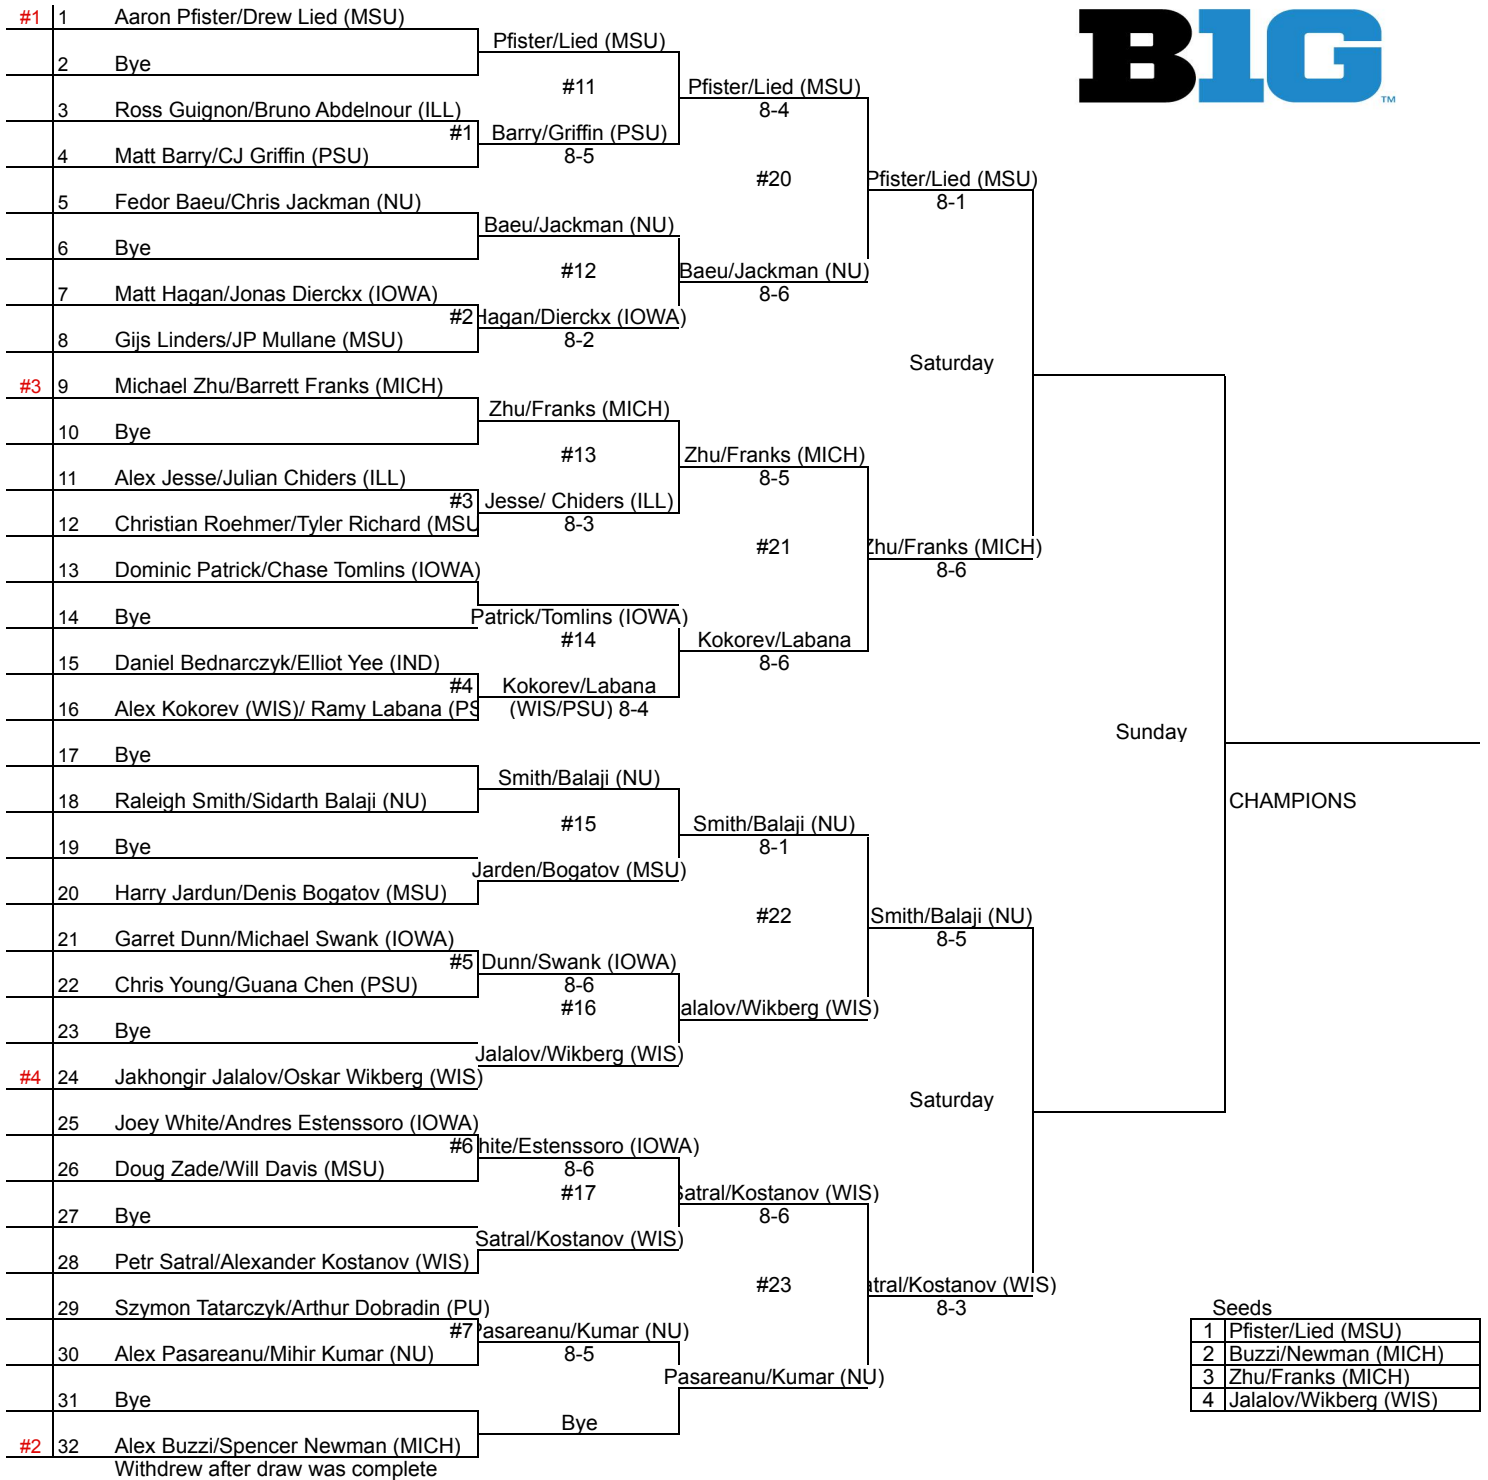 #1 1 Aaron Pfister/Drew Lied (MSU)
Pfister/Lied (MSU)
2 Bye
#11 Pfister/Lied (MSU)
8-4
3 Ross Guignon/Bruno Abdelnour (ILL)
#1 Barry/Griffin (PSU)
4 Matt Barry/CJ Griffin (PSU) 8-5
#20 Pfister/Lied (MSU)
5 Fedor Baeu/Chris Jackman (NU) 8-1
Baeu/Jackman (NU)
6 Bye
#12 Baeu/Jackman (NU)
7 Matt Hagan/Jonas Dierckx (IOWA) 8-6
#2 Hagan/Dierckx (IOWA)
8 Gijs Linders/JP Mullane (MSU) 8-2
Saturday
#3 9 Michael Zhu/Barrett Franks (MICH)
Zhu/Franks (MICH)
10 Bye
#13 Zhu/Franks (MICH)
11 Alex Jesse/Julian Chiders (ILL) 8-5
#3 Jesse/ Chiders (ILL)
12 Christian Roehmer/Tyler Richard (MSU 8-3
#21 Zhu/Franks (MICH)
13 Dominic Patrick/Chase Tomlins (IOWA) 8-6
14 Bye Patrick/Tomlins (IOWA)
#14 Kokorev/Labana
15 Daniel Bednarczyk/Elliot Yee (IND) 8-6
#4 Kokorev/Labana
16 Alex Kokorev (WIS)/ Ramy Labana (PS (WIS/PSU) 8-4
Sunday
17 Bye
Smith/Balaji (NU)
18 Raleigh Smith/Sidarth Balaji (NU) CHAMPIONS
#15 Smith/Balaji (NU)
19 Bye 8-1
Jarden/Bogatov (MSU)
20 Harry Jardun/Denis Bogatov (MSU)
#22 Smith/Balaji (NU)
21 Garret Dunn/Michael Swank (IOWA) 8-5
#5 Dunn/Swank (IOWA)
22 Chris Young/Guana Chen (PSU) 8-6
#16 alalov/Wikberg (WIS)
23 Bye
Jalalov/Wikberg (WIS)
#4 24 Jakhongir Jalalov/Oskar Wikberg (WIS)
Saturday
25 Joey White/Andres Estenssoro (IOWA)
#6 hite/Estenssoro (IOWA)
26 Doug Zade/Will Davis (MSU) 8-6
#17 Satral/Kostanov (WIS)
27 Bye 8-6
Satral/Kostanov (WIS)
28 Petr Satral/Alexander Kostanov (WIS)
#23 atral/Kostanov (WIS)
29 Szymon Tatarczyk/Arthur Dobradin (PU) 8-3
#7 Pasareanu/Kumar (NU)
30 Alex Pasareanu/Mihir Kumar (NU) 8-5
Pasareanu/Kumar (NU)
31 Bye
Bye
#2 32 Alex Buzzi/Spencer Newman (MICH)
Withdrew after draw was complete
B1G
TM
Seeds
1 Pfister/Lied (MSU)
2 Buzzi/Newman (MICH)
3 Zhu/Franks (MICH)
4 Jalalov/Wikberg (WIS)